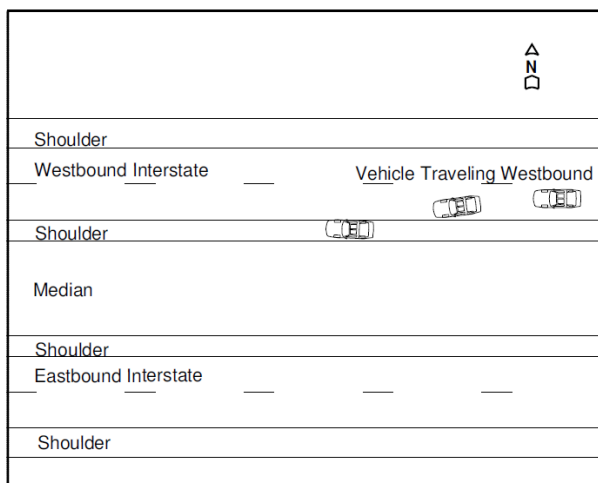 N
Shoulder
Westbound Interstate
Vehicle Traveling Westbound
Shoulder
Median
Shoulder
Eastbound Interstate
Shoulder